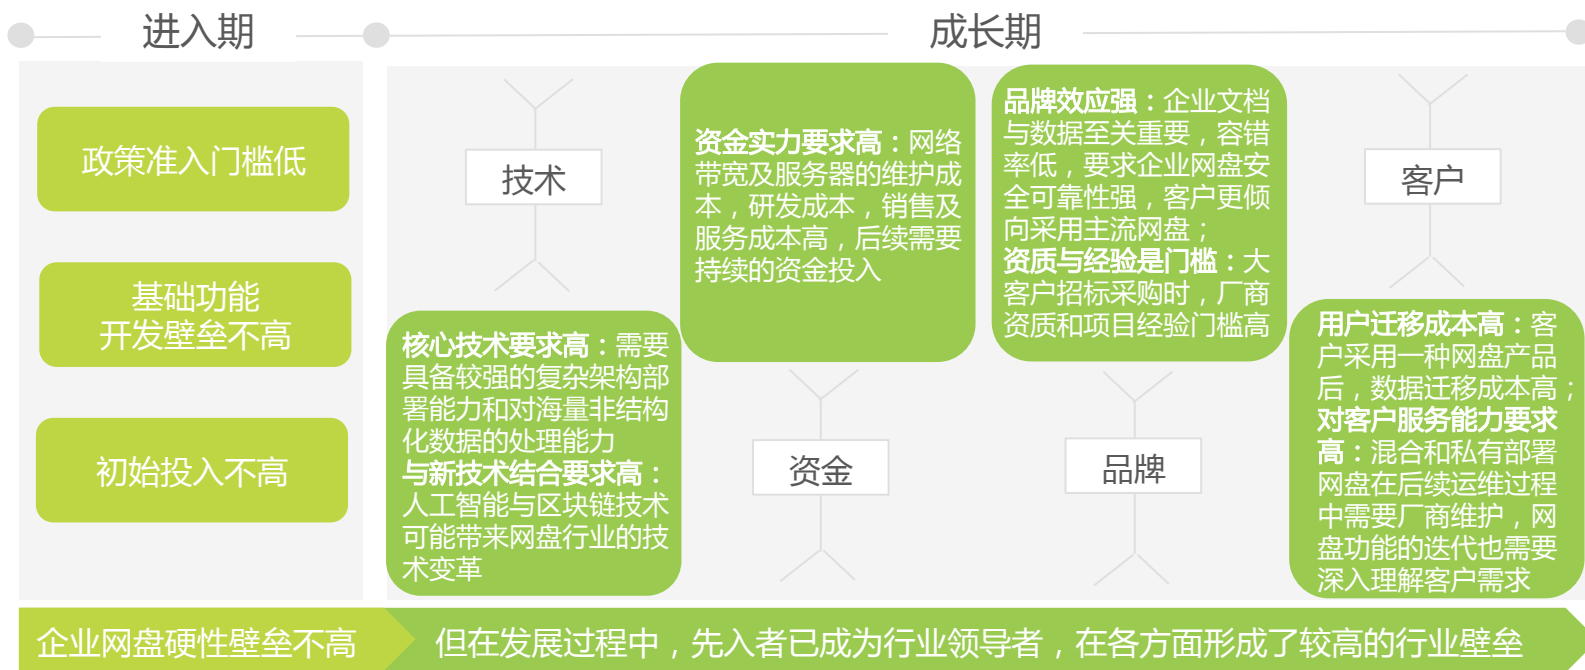 进入期
成长期
政策准入门槛低
基础功能
开发壁垒不高
初始投入不高
技术
核心技术要求高：需要
具备较强的复杂架构部
署能力和对海量非结构
化数据的处理能力
与新技术结合要求高：
人工智能与区块链技术
可能带来网盘行业的技
术变革
资金实力要求高：网络
带宽及服务器的维护成
本，研发成本，销售及
服务成本高，后续需要
持续的资金投入
资金
品牌效应强：企业文档
与数据至关重要，容错
率低，要求企业网盘安
全可靠性强，客户更倾
向采用主流网盘；
资质与经验是门槛：大
客户招标采购时，厂商
资质和项目经验门槛高
品牌
客户
用户迁移成本高：客
户采用一种网盘产品
后，数据迁移成本高；
对客户服务能力要求
高：混合和私有部署
网盘在后续运维过程
中需要厂商维护，网
盘功能的迭代也需要
深入理解客户需求
企业网盘硬性壁垒不高
但在发展过程中，先入者已成为行业领导者，在各方面形成了较高的行业壁垒